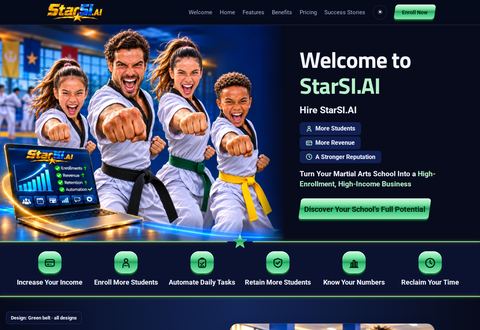 StarSI.AI
Welcome
Home
Features
Benefits
Pricing
Success Stories
Enroll Now
Welcome to
StarSI.AI
Hire StarSI.AI
More Students
More Revenue
A Stronger Reputation
Turn Your Martial Arts School Into a High-
Enrollment, High-Income Business
Discover Your School's Full Potential
StarSI.AI
Enrollments
Revenue
Retention
Automation
Increase Your Income
Enroll More Students
Automate Daily Tasks
Retain More Students
Know Your Numbers
Reclaim Your Time
Design: Green belt · all designs